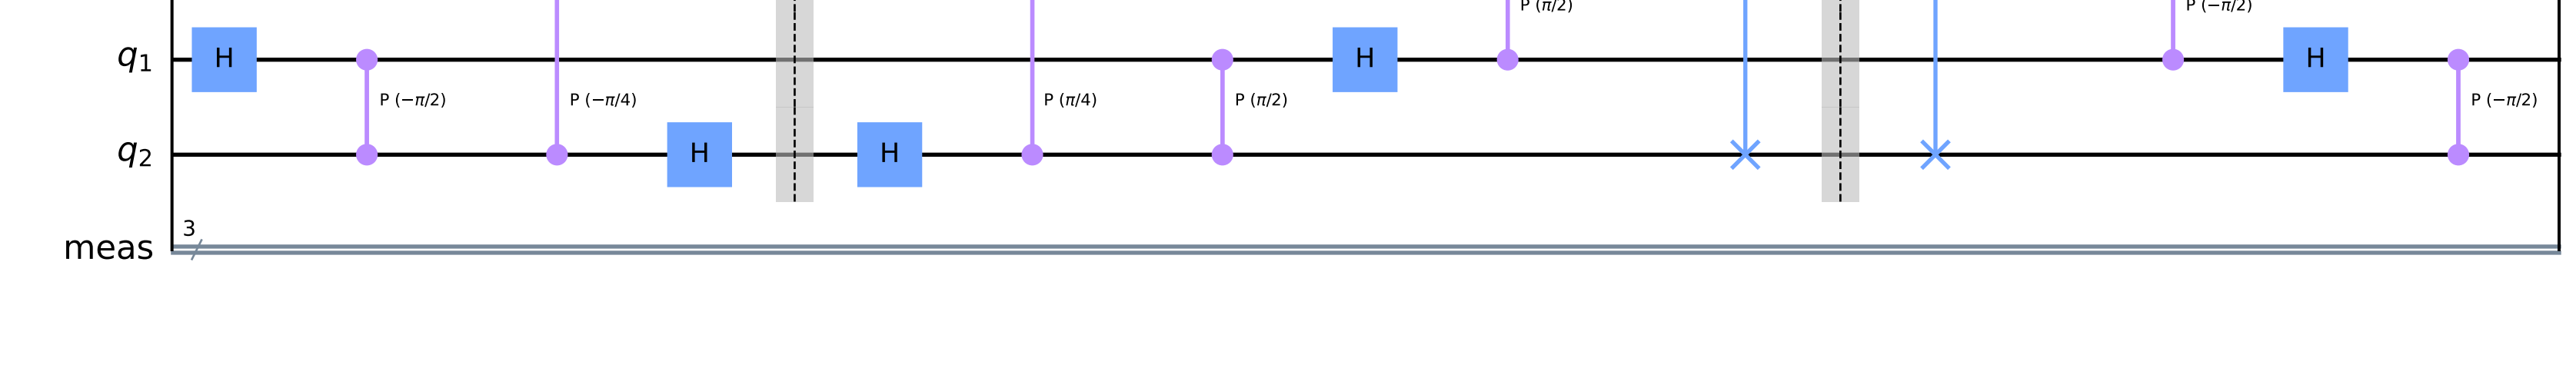 P (π/2) P (−π/2)
q1 H H H
P (−π/2) P (−π/4) P (π/4) P (π/2) P (−π/2)
q2 H H
3
meas